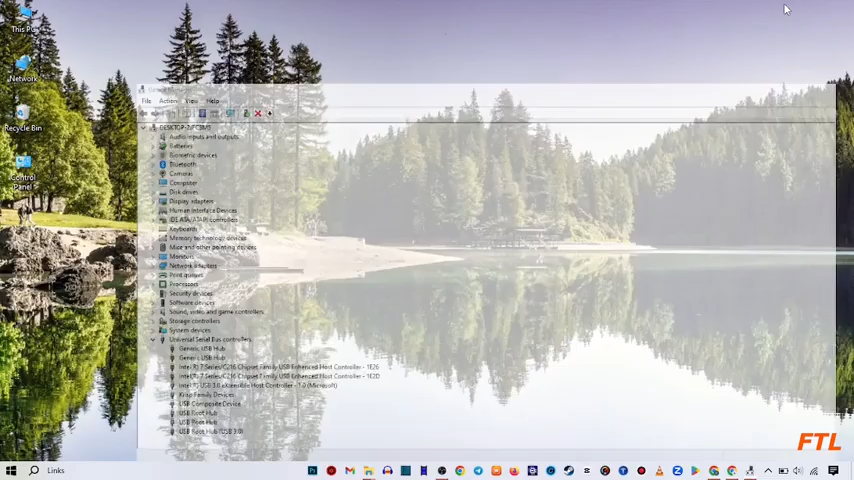 This PC
Network
Recycle Bin
Control
Panel
File Action View Help
Audio inputs and outputs
Batteries
Biometric devices
Bluetooth
Cameras
Computer
Disk drives
Display adapters
Human Interface Devices
IDE ATA/ATAPI controllers
Keyboards
Memory technology devices
Mice and other pointing devices
Monitors
Network adapters
Print queues
Processors
Security devices
Software devices
Sound, video and game controllers
Storage controllers
System devices
Universal Serial Bus controllers
Generic USB Hub
Generic USB Hub
Intel(R) 7 Series/C216 Chipset Family USB Enhanced Host Controller - 1E26
Intel(R) 7 Series/C216 Chipset Family USB Enhanced Host Controller - 1E2D
Intel(R) USB 3.0 eXtensible Host Controller - 1.0 (Microsoft)
Family Devices
USB Composite Device
USB Root Hub
USB Root Hub
USB Root Hub (USB 3.0)
FTL
Links